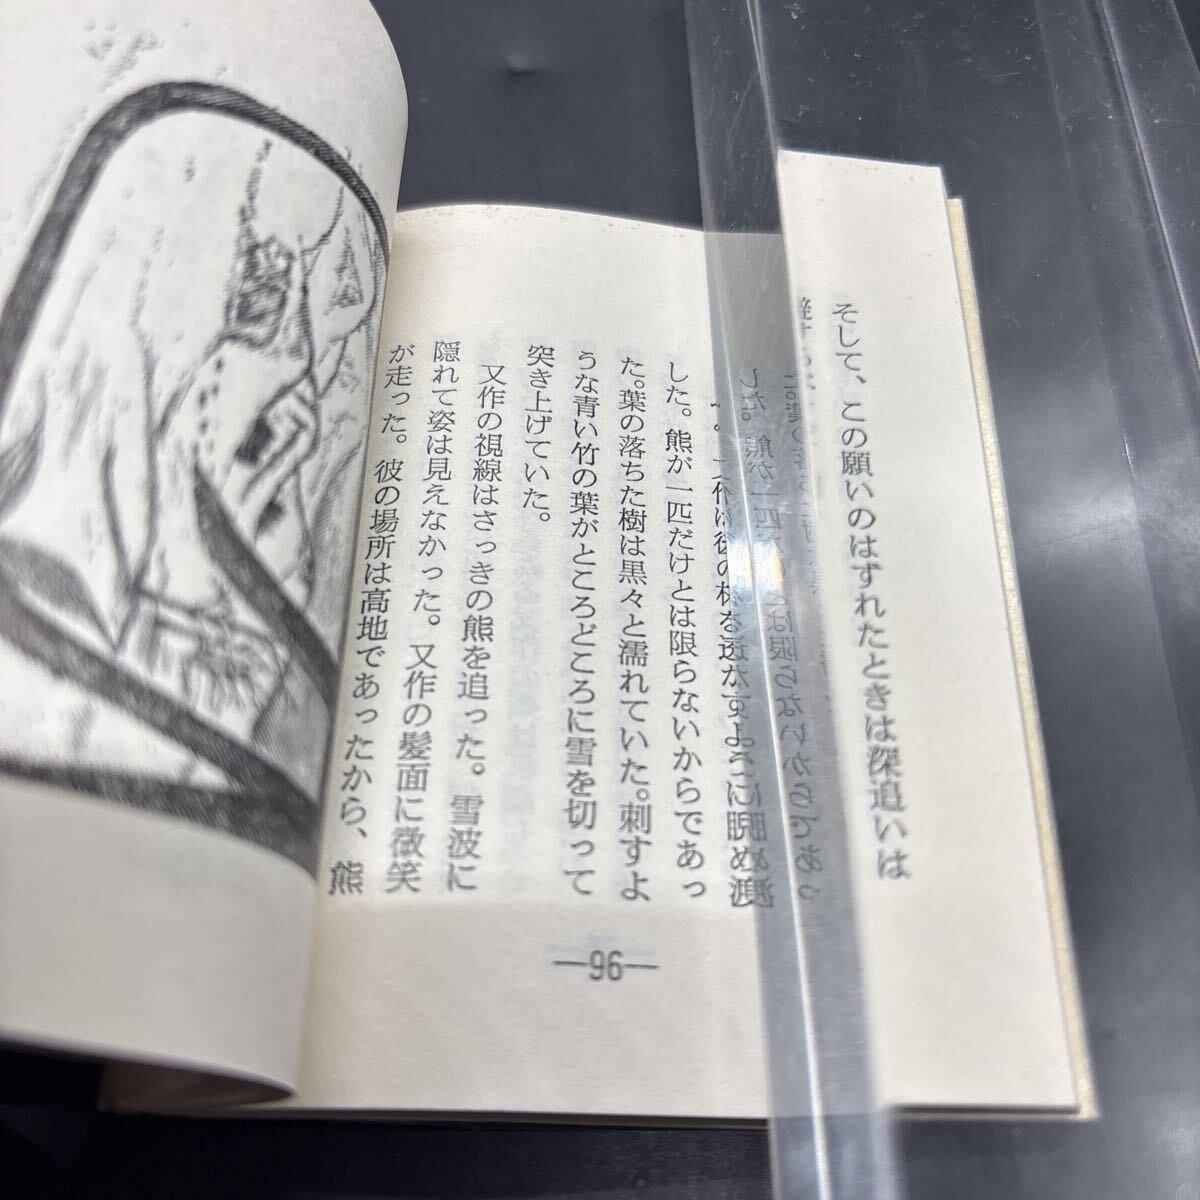 そして、この願いのはずれたときは深追いは
した。熊が一匹だけとは限らないからであっ
た。葉の落ちた樹は黒々と濡れていた。刺すよ
うな青い竹の葉がところどころに雪を切って
突き上げていた。
又作の視線はさっきの熊を追った。雪波に
隠れて姿は見えなかった。又作の髭面に微笑
が走った。彼の場所は高地であったから、熊
—96—